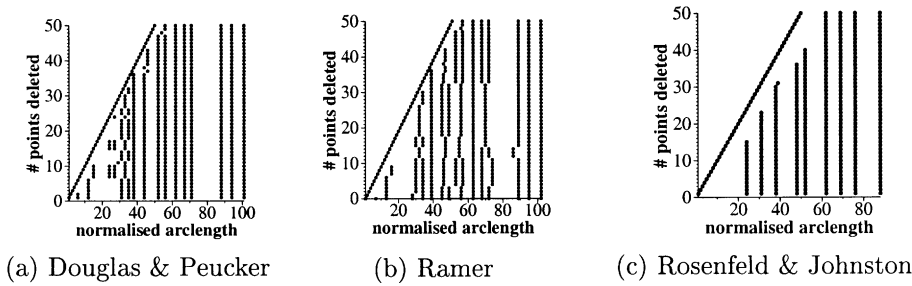 # points deleted
50
40
30
20
10
0
20 40 60 80 100
normalised arclength
(a) Douglas & Peucker
# points deleted
50
40
30
20
10
0
20 40 60 80 102
normalised arclength
(b) Ramer
# points deleted
50
40
30
20
10
0
20 40 60 80
normalised arclength
(c) Rosenfeld & Johnston